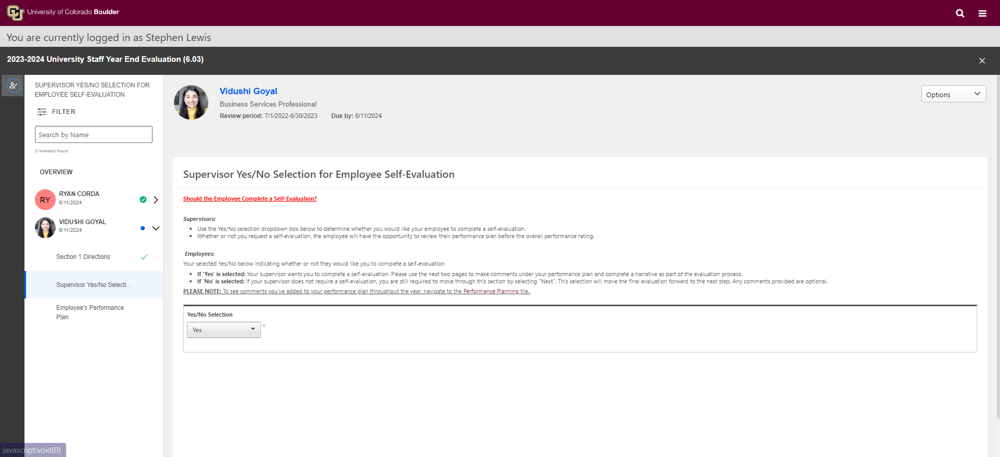 CU University of Colorado Boulder
You are currently logged in as Stephen Lewis
2023-2024 University Staff Year End Evaluation (6.03)
SUPERVISOR YES/NO SELECTION FOR
EMPLOYEE SELF-EVALUATION
FILTER
Search by Name
2 review(s) found
OVERVIEW
RY
RYAN CORDA
6/11/2024
VIDUSHI GOYAL
6/11/2024
Section 1 Directions
Supervisor Yes/No Selecti...
Employee's Performance
Plan
Vidushi Goyal
Business Services Professional
Review period: 7/1/2022-6/30/2023 Due by: 6/11/2024
Options
Supervisor Yes/No Selection for Employee Self-Evaluation
Should the Employee Complete a Self-Evaluation?
Supervisors:
• Use the Yes/No selection dropdown box below to determine whether you would like your employee to complete a self-evaluation.
• Whether or not you request a self-evaluation, the employee will have the opportunity to review their performance plan before the overall performance rating.
Employees:
Your selected Yes/No below indicating whether or not they would like you to complete a self-evaluation
• If 'Yes' is selected: Your supervisor wants you to complete a self-evaluation. Please use the next two pages to make comments under your performance plan and complete a narrative as part of the evaluation process.
• If 'No' is selected: If your supervisor does not require a self-evaluation, you are still required to move through this section by selecting "Next". This selection will move the final evaluation forward to the next step. Any comments provided are optional.
PLEASE NOTE: To see comments you've added to your performance plan throughout the year, navigate to the Performance Planning tile.
Yes/No Selection
Yes *
javascript:void(0)